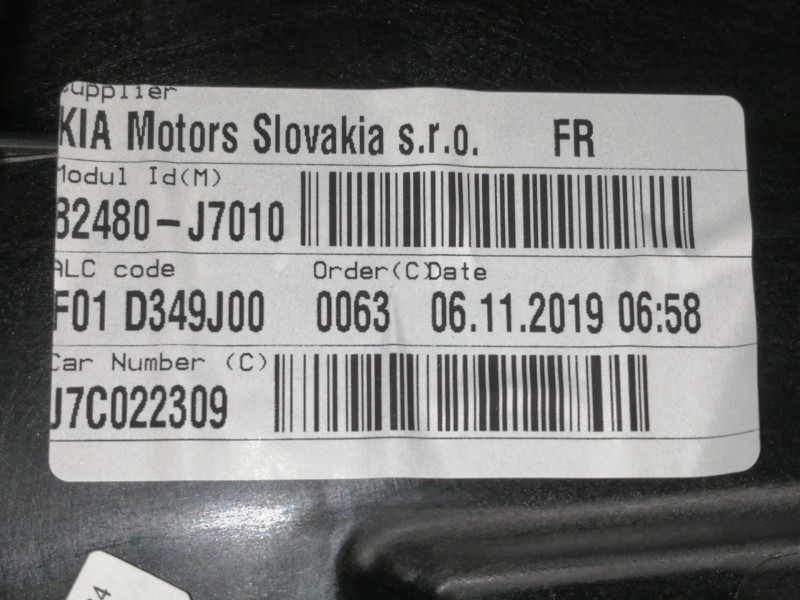 Supplier
KIA Motors Slovakia s.r.o. FR
Modul Id(M)
82480-J7010
ALC code Order(C) Date
F01 D349J00 0063 06.11.2019 06:58
Car Number (C)
J7C022309